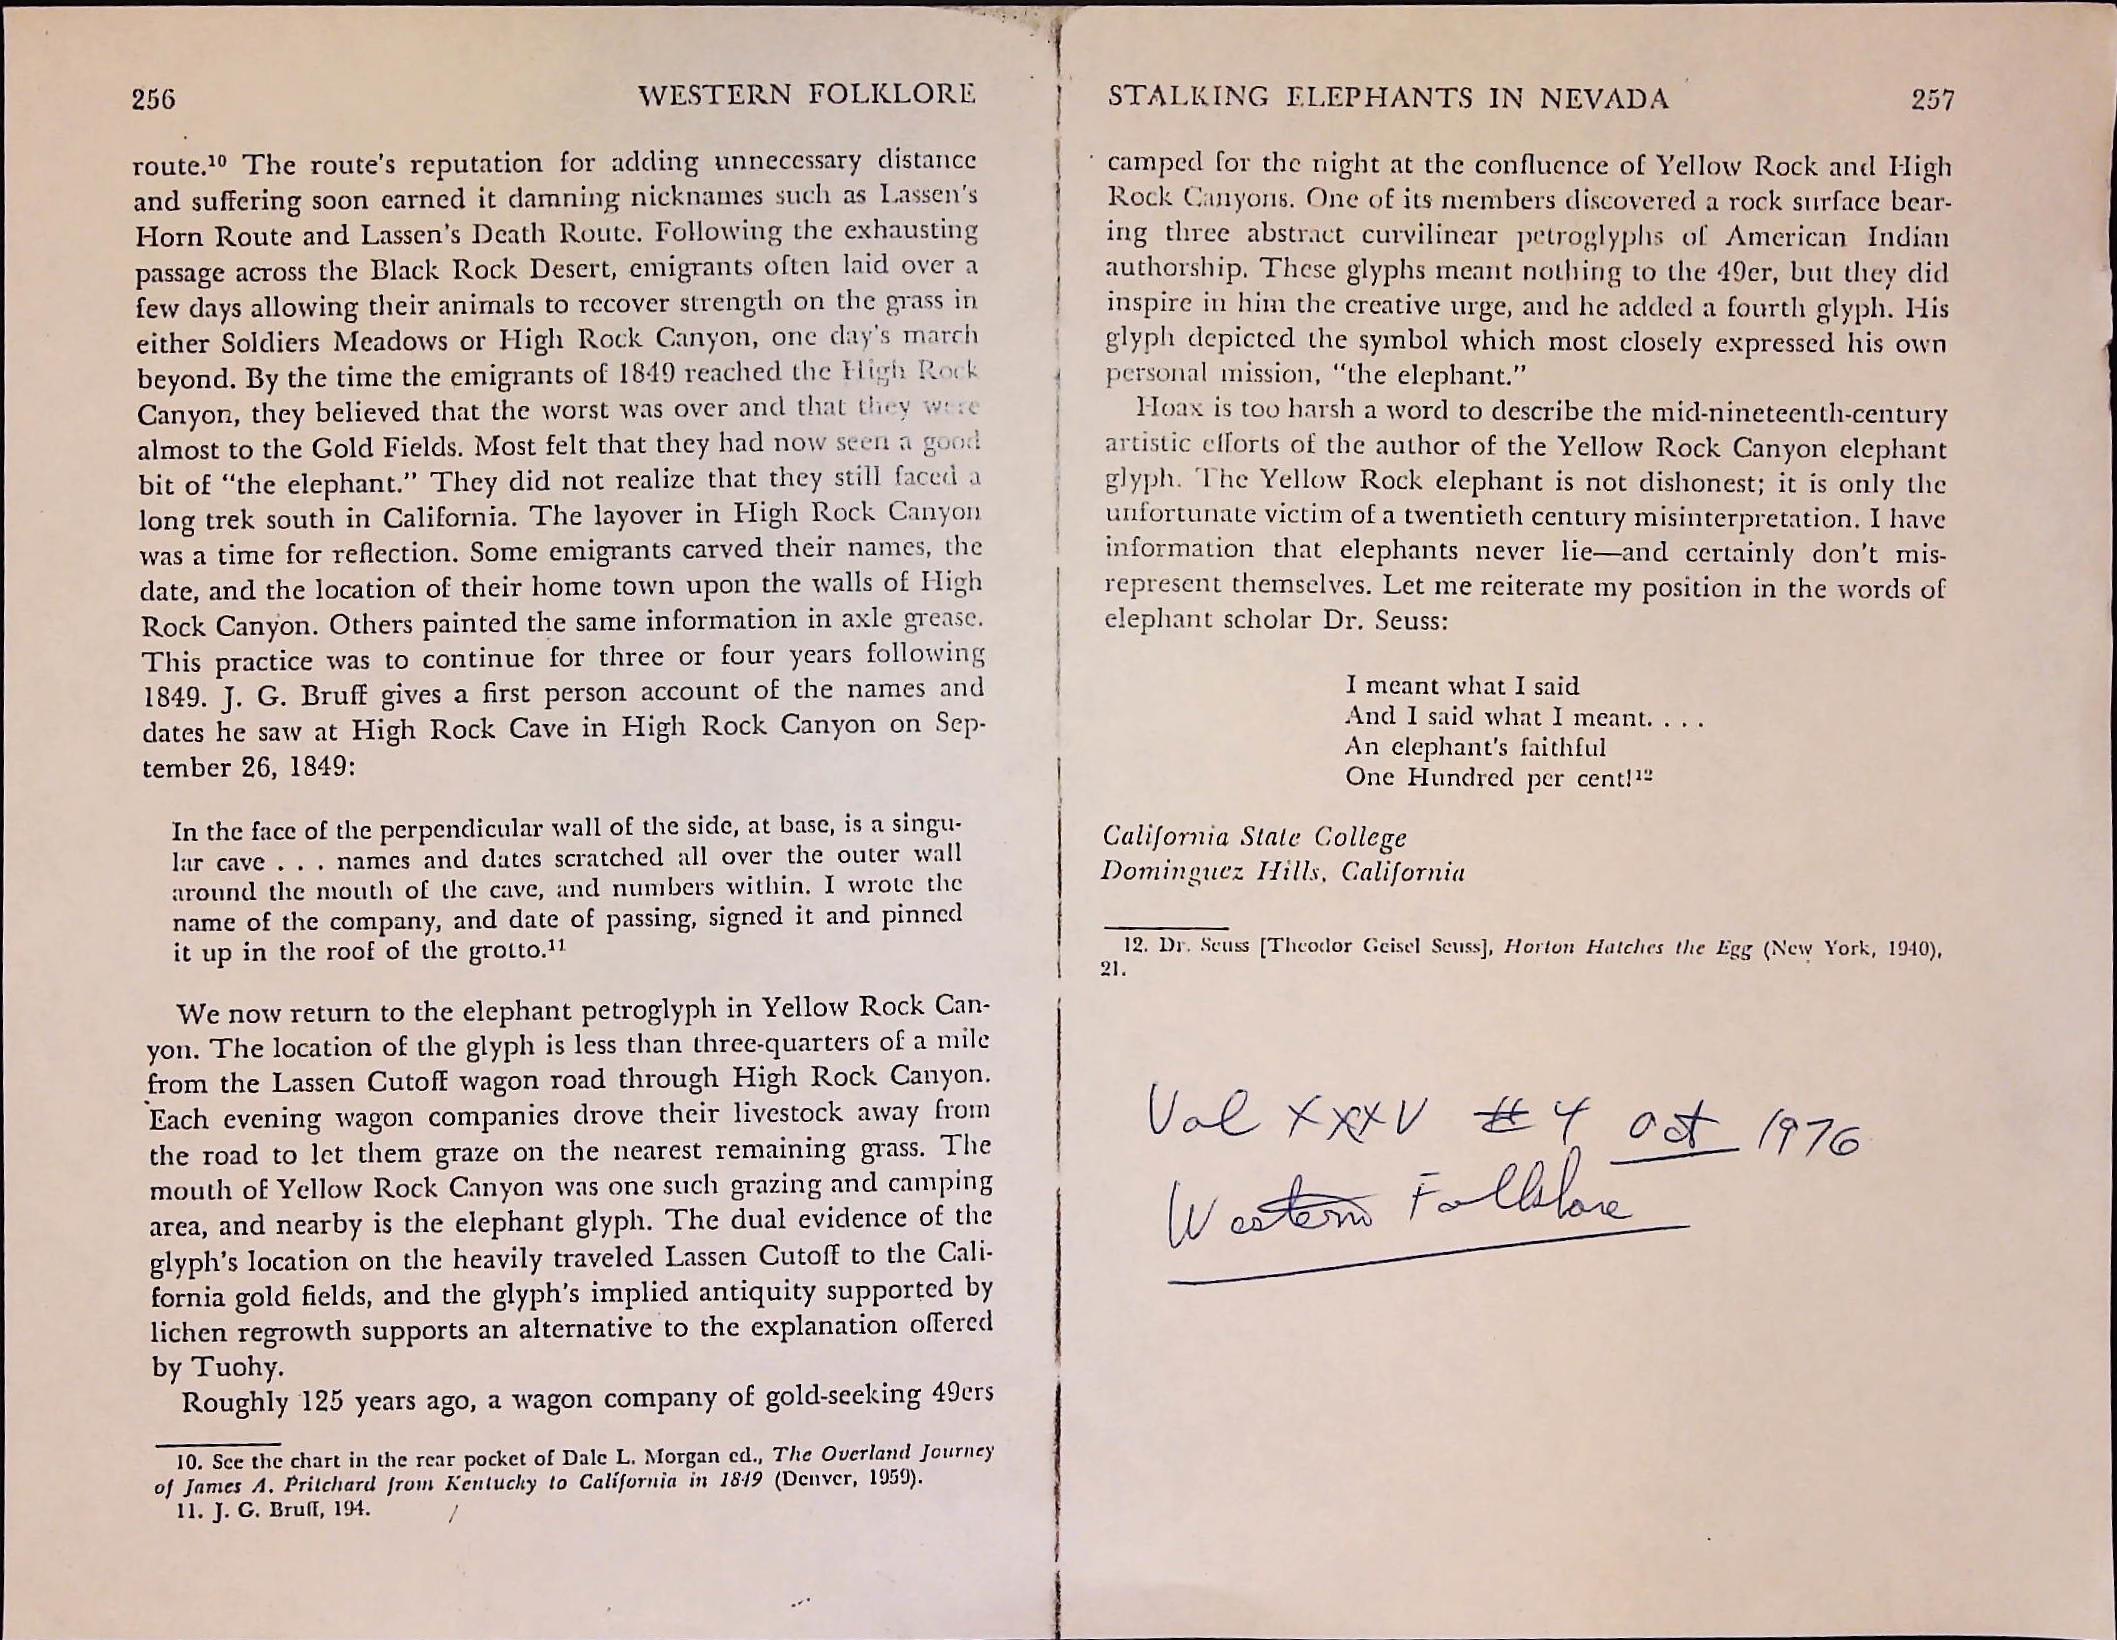 256 WESTERN FOLKLORE
route.¹⁰ The route's reputation for adding unnecessary distance
and suffering soon earned it damning nicknames such as Lassen's
Horn Route and Lassen's Death Route. Following the exhausting
passage across the Black Rock Desert, emigrants often laid over a
few days allowing their animals to recover strength on the grass in
either Soldiers Meadows or High Rock Canyon, one day's march
beyond. By the time the emigrants of 1849 reached the High Rock
Canyon, they believed that the worst was over and that they were
almost to the Gold Fields. Most felt that they had now seen a good
bit of “the elephant.” They did not realize that they still faced a
long trek south in California. The layover in High Rock Canyon
was a time for reflection. Some emigrants carved their names, the
date, and the location of their home town upon the walls of High
Rock Canyon. Others painted the same information in axle grease.
This practice was to continue for three or four years following
1849. J. G. Bruff gives a first person account of the names and
dates he saw at High Rock Cave in High Rock Canyon on Sep-
tember 26, 1849:
In the face of the perpendicular wall of the side, at base, is a singu-
lar cave . . . names and dates scratched all over the outer wall
around the mouth of the cave, and numbers within. I wrote the
name of the company, and date of passing, signed it and pinned
it up in the roof of the grotto.¹¹
We now return to the elephant petroglyph in Yellow Rock Can-
yon. The location of the glyph is less than three-quarters of a mile
from the Lassen Cutoff wagon road through High Rock Canyon.
Each evening wagon companies drove their livestock away from
the road to let them graze on the nearest remaining grass. The
mouth of Yellow Rock Canyon was one such grazing and camping
area, and nearby is the elephant glyph. The dual evidence of the
glyph's location on the heavily traveled Lassen Cutoff to the Cali-
fornia gold fields, and the glyph's implied antiquity supported by
lichen regrowth supports an alternative to the explanation offered
by Tuohy.
Roughly 125 years ago, a wagon company of gold-seeking 49ers
10. See the chart in the rear pocket of Dale L. Morgan ed., The Overland Journey
of James A. Pritchard from Kentucky to California in 1849 (Denver, 1959).
11. J. G. Bruff, 194.
STALKING ELEPHANTS IN NEVADA 257
camped for the night at the confluence of Yellow Rock and High
Rock Canyons. One of its members discovered a rock surface bear-
ing three abstract curvilinear petroglyphs of American Indian
authorship. These glyphs meant nothing to the 49er, but they did
inspire in him the creative urge, and he added a fourth glyph. His
glyph depicted the symbol which most closely expressed his own
personal mission, “the elephant.”
Hoax is too harsh a word to describe the mid-nineteenth-century
artistic efforts of the author of the Yellow Rock Canyon elephant
glyph. The Yellow Rock elephant is not dishonest; it is only the
unfortunate victim of a twentieth century misinterpretation. I have
information that elephants never lie—and certainly don't mis-
represent themselves. Let me reiterate my position in the words of
elephant scholar Dr. Seuss:
I meant what I said
And I said what I meant. . . .
An elephant's faithful
One Hundred per cent!¹²
California State College
Dominguez Hills, California
12. Dr. Seuss [Theodor Geisel Seuss], Horton Hatches the Egg (New York, 1940),
21.
Vol XXXV # 4 Oct 1976
Western Folklore